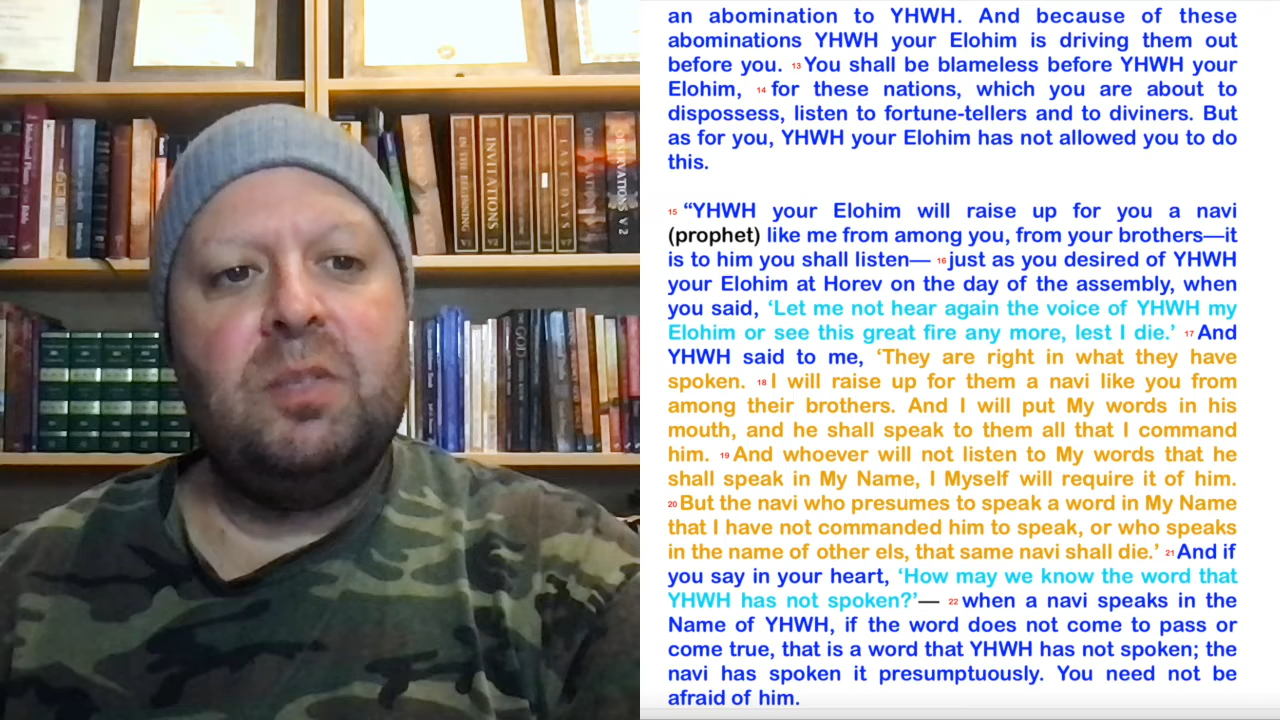 INVITATIONS
IN THE BEGINNING
LAST DAYS
OBSERVATIONS V 2
GOD
an abomination to YHWH. And because of these
abominations YHWH your Elohim is driving them out
before you. 13 You shall be blameless before YHWH your
Elohim, 14 for these nations, which you are about to
dispossess, listen to fortune-tellers and to diviners. But
as for you, YHWH your Elohim has not allowed you to do
this.
15 “YHWH your Elohim will raise up for you a navi
(prophet) like me from among you, from your brothers—it
is to him you shall listen— 16 just as you desired of YHWH
your Elohim at Horev on the day of the assembly, when
you said, ‘Let me not hear again the voice of YHWH my
Elohim or see this great fire any more, lest I die.’ 17 And
YHWH said to me, ‘They are right in what they have
spoken. 18 I will raise up for them a navi like you from
among their brothers. And I will put My words in his
mouth, and he shall speak to them all that I command
him. 19 And whoever will not listen to My words that he
shall speak in My Name, I Myself will require it of him.
20 But the navi who presumes to speak a word in My Name
that I have not commanded him to speak, or who speaks
in the name of other els, that same navi shall die.’ 21 And if
you say in your heart, ‘How may we know the word that
YHWH has not spoken?’— 22 when a navi speaks in the
Name of YHWH, if the word does not come to pass or
come true, that is a word that YHWH has not spoken; the
navi has spoken it presumptuously. You need not be
afraid of him.